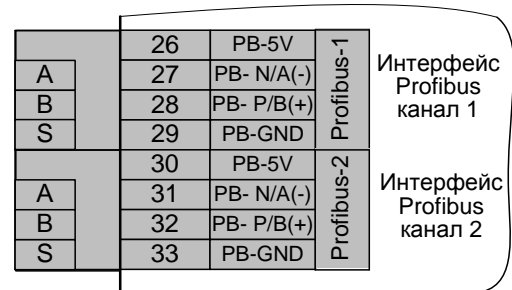 26 PB-5V
A 27 PB- N/A(-)
B 28 PB- P/B(+)
S 29 PB-GND
Profibus-1
Интерфейс
Profibus
канал 1
30 PB-5V
A 31 PB- N/A(-)
B 32 PB- P/B(+)
S 33 PB-GND
Profibus-2
Интерфейс
Profibus
канал 2